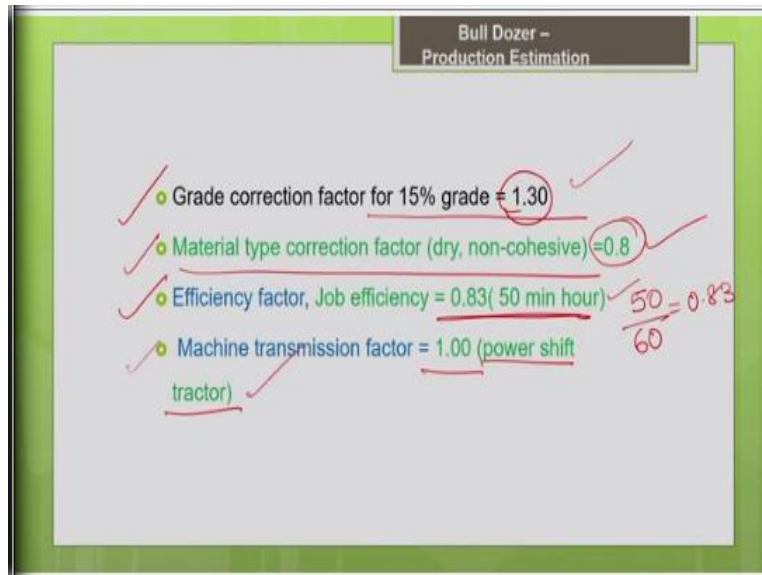 Bull Dozer –
Production Estimation
Grade correction factor for 15% grade = 1.30
Material type correction factor (dry, non-cohesive) =0.8
Efficiency factor, Job efficiency = 0.83( 50 min hour)
50/60 = 0.83
Machine transmission factor = 1.00 (power shift
tractor)